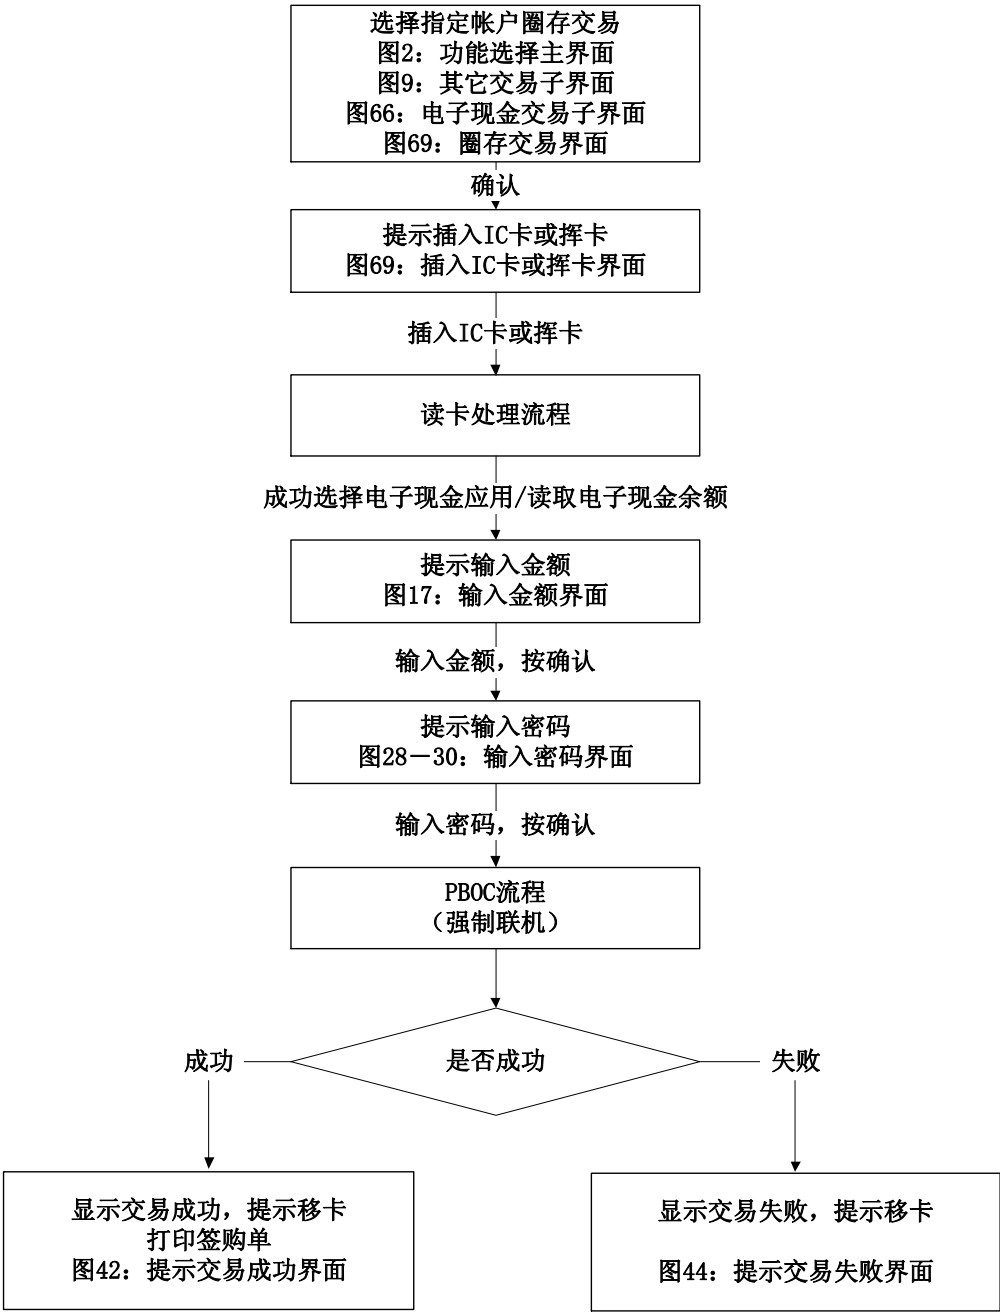 选择指定帐户圈存交易
图2：功能选择主界面
图9：其它交易子界面
图66：电子现金交易子界面
图69：圈存交易界面
确认
提示插入IC卡或挥卡
图69：插入IC卡或挥卡界面
插入IC卡或挥卡
读卡处理流程
成功选择电子现金应用/读取电子现金余额
提示输入金额
图17：输入金额界面
输入金额，按确认
提示输入密码
图28－30：输入密码界面
输入密码，按确认
PBOC流程
（强制联机）
是否成功
成功
失败
显示交易成功，提示移卡
打印签购单
图42：提示交易成功界面
显示交易失败，提示移卡
图44：提示交易失败界面